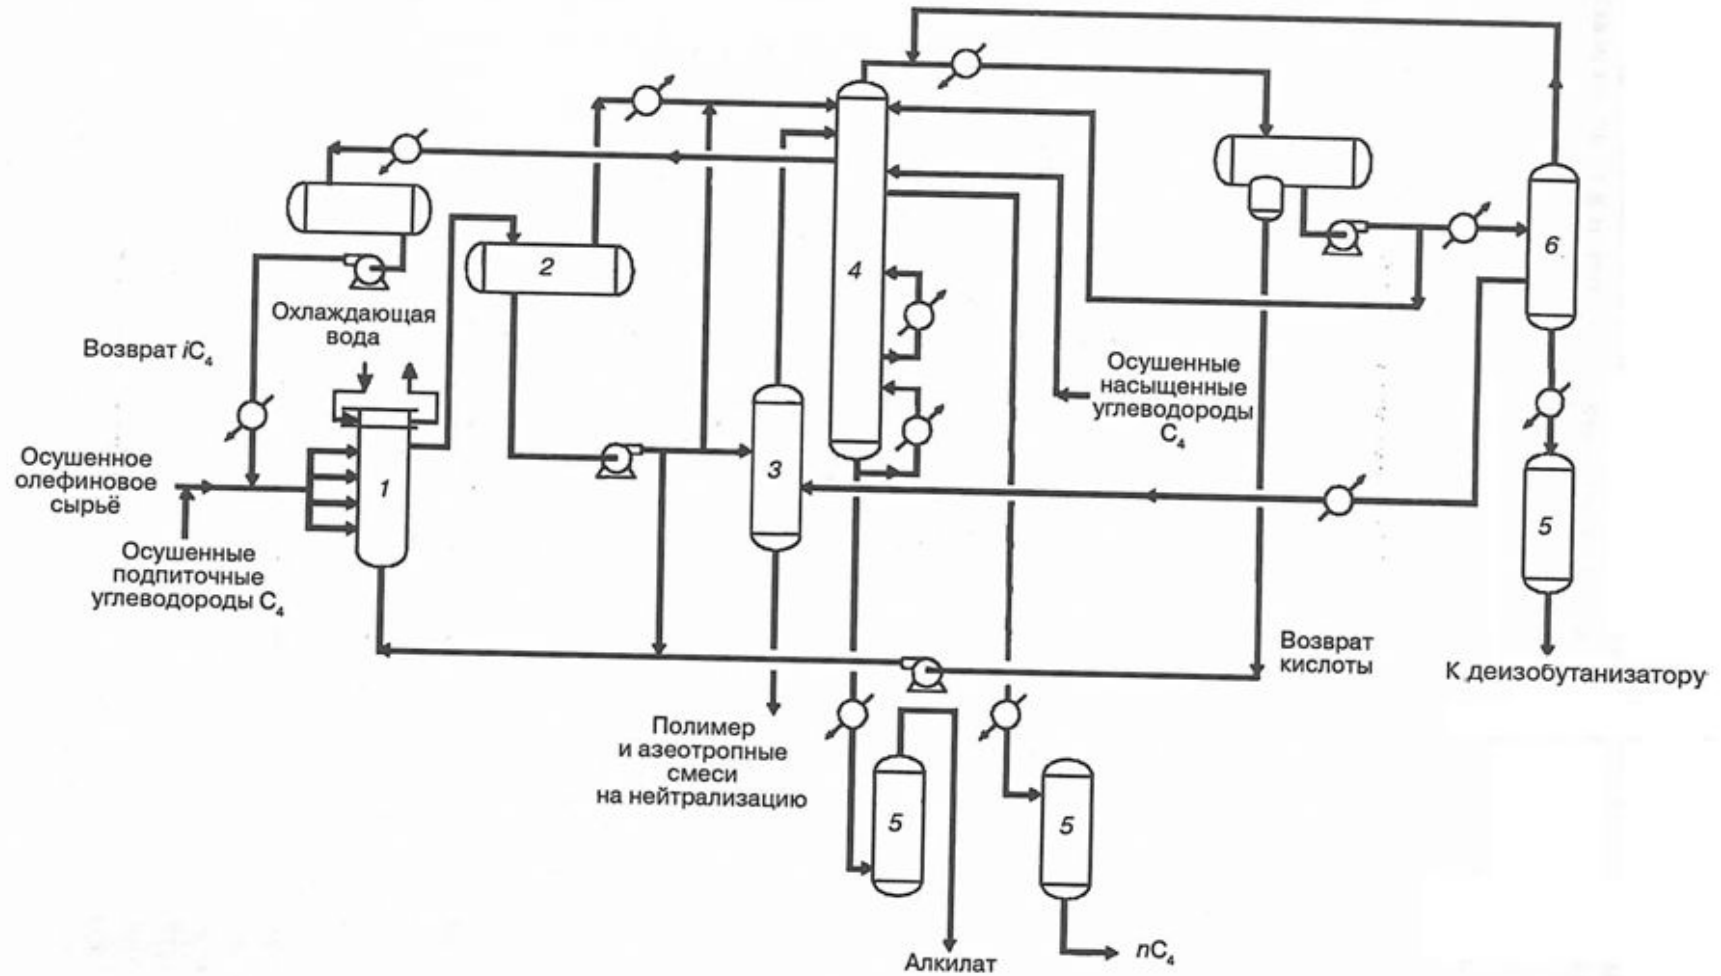 1
2
3
4
5
5
5
6
Охлаждающая
вода
Возврат iC₄
Осушенное
олефиновое
сырьё
Осушенные
подпиточные
углеводороды C₄
Осушенные
насыщенные
углеводороды
C₄
Возврат
кислоты
К деизобутанизатору
Полимер
и азеотропные
смеси
на нейтрализацию
Алкилат
nC₄